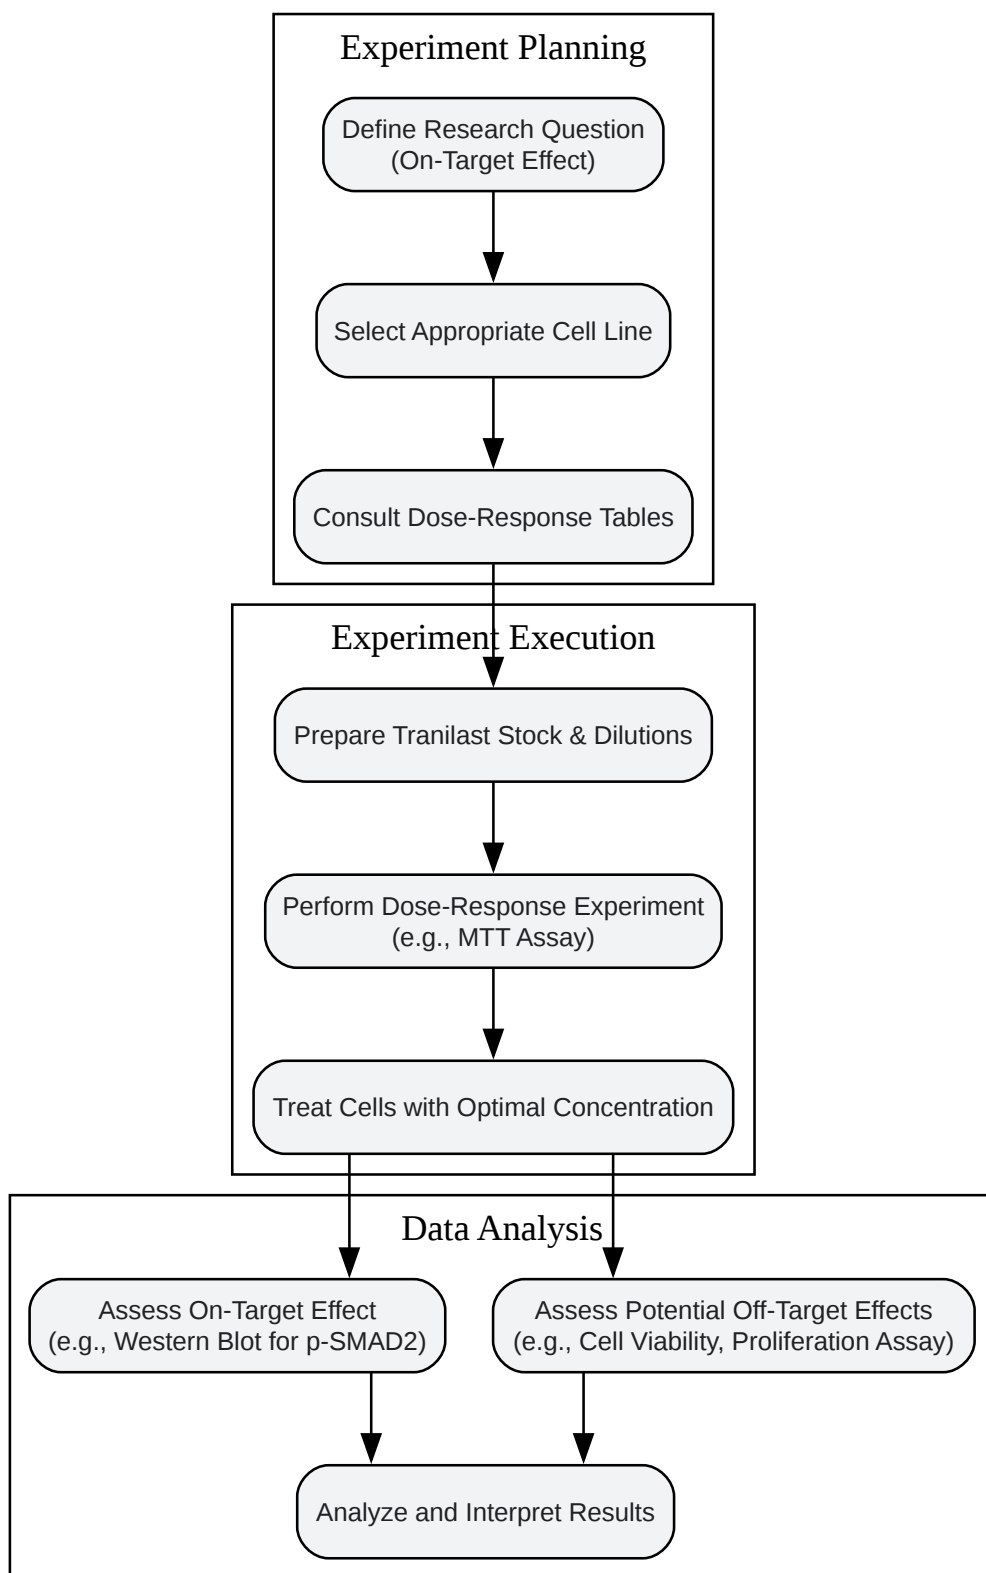 Experiment Planning
Define Research Question
(On-Target Effect)
Select Appropriate Cell Line
Consult Dose-Response Tables
Experiment Execution
Prepare Tranilast Stock & Dilutions
Perform Dose-Response Experiment
(e.g., MTT Assay)
Treat Cells with Optimal Concentration
Data Analysis
Assess On-Target Effect
(e.g., Western Blot for p-SMAD2)
Assess Potential Off-Target Effects
(e.g., Cell Viability, Proliferation Assay)
Analyze and Interpret Results